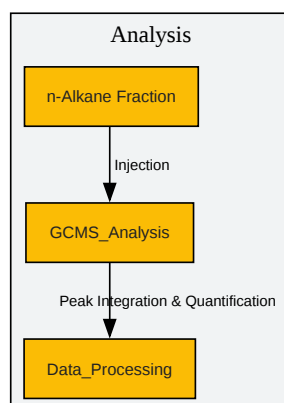 Analysis
n-Alkane Fraction
Injection
GCMS_Analysis
Peak Integration & Quantification
Data_Processing